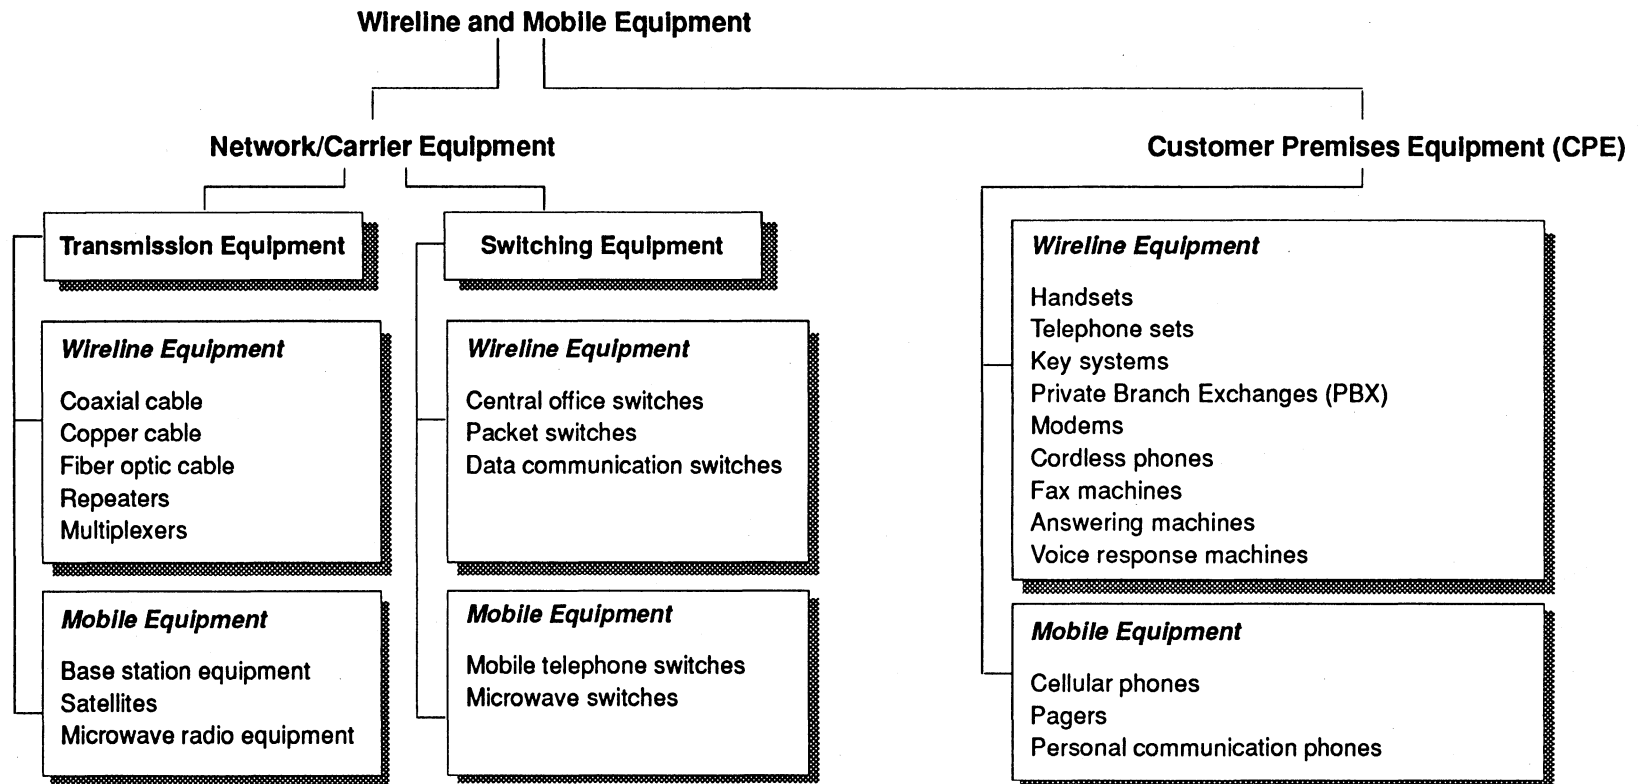 Wireline and Mobile Equipment
Network/Carrier Equipment
Customer Premises Equipment (CPE)
Transmission Equipment
Switching Equipment
Wireline Equipment
Coaxial cable
Copper cable
Fiber optic cable
Repeaters
Multiplexers
Mobile Equipment
Base station equipment
Satellites
Microwave radio equipment
Wireline Equipment
Central office switches
Packet switches
Data communication switches
Mobile Equipment
Mobile telephone switches
Microwave switches
Wireline Equipment
Handsets
Telephone sets
Key systems
Private Branch Exchanges (PBX)
Modems
Cordless phones
Fax machines
Answering machines
Voice response machines
Mobile Equipment
Cellular phones
Pagers
Personal communication phones